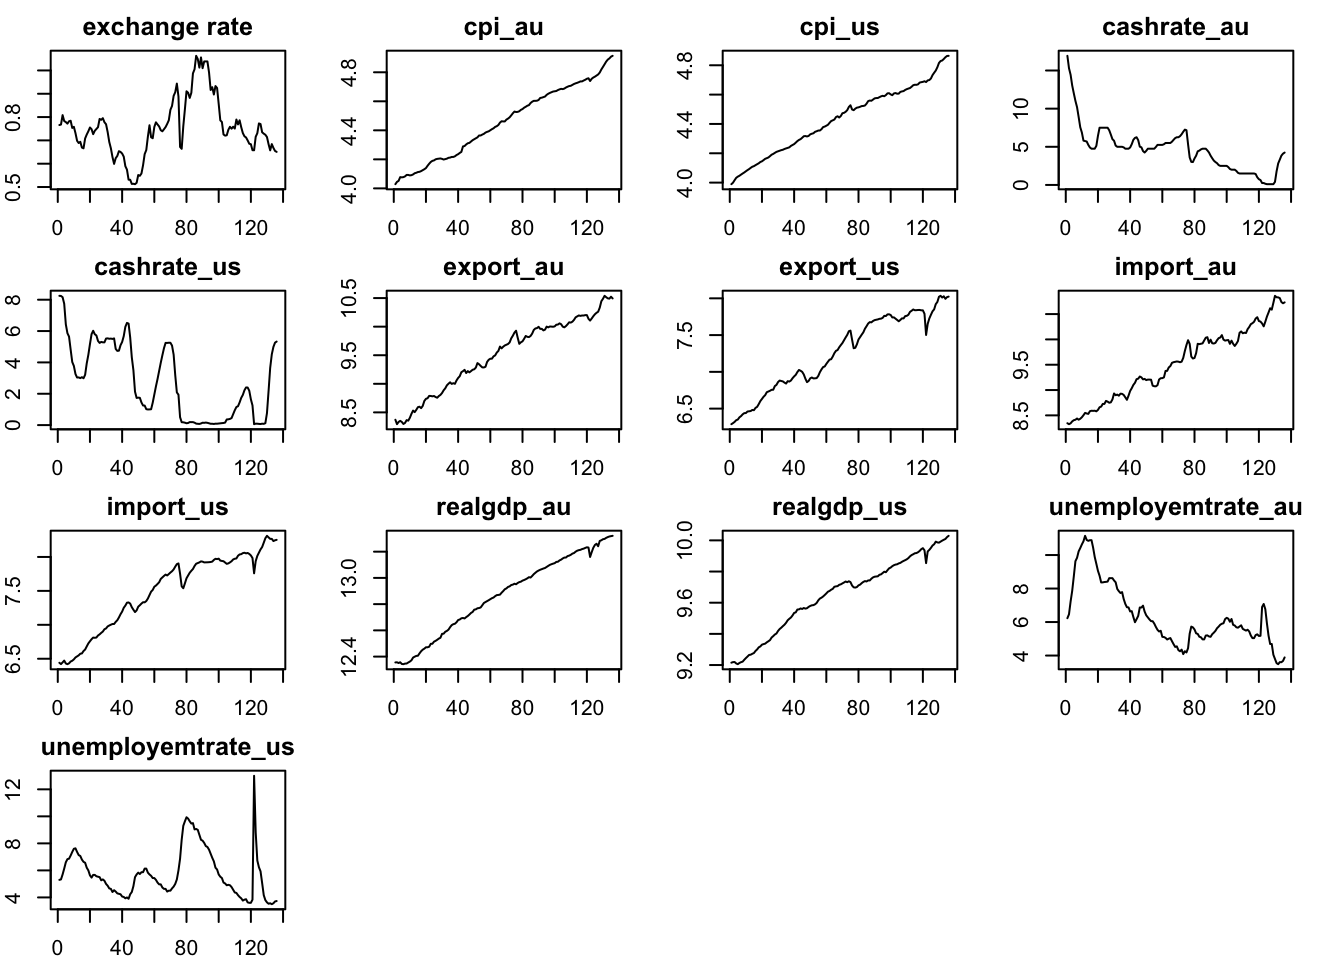 exchange rate
cpi_au
cpi_us
cashrate_au
0.5 0.8
4.0 4.4 4.8
4.0 4.4 4.8
0 5 10
0 40 80 120
0 40 80 120
0 40 80 120
0 40 80 120
cashrate_us
export_au
export_us
import_au
0 2 4 6 8
8.5 9.5 10.5
6.5 7.5
8.5 9.5
0 40 80 120
0 40 80 120
0 40 80 120
0 40 80 120
import_us
realgdp_au
realgdp_us
unemployemtrate_au
6.5 7.5
12.4 13.0
9.2 9.6 10.0
4 6 8
0 40 80 120
0 40 80 120
0 40 80 120
0 40 80 120
unemployemtrate_us
4 8 12
0 40 80 120